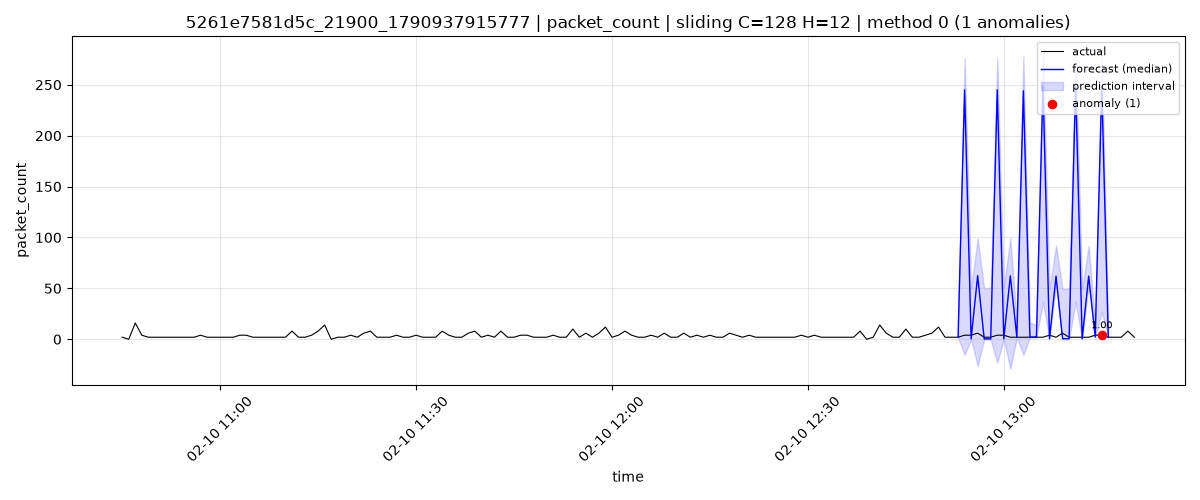 5261e7581d5c_21900_1790937915777 | packet_count | sliding C=128 H=12 | method 0 (1 anomalies)
actual
forecast (median)
prediction interval
anomaly (1)
packet_count
250
200
150
100
50
0
1.00
02-10 11:00
02-10 11:30
02-10 12:00
02-10 12:30
02-10 13:00
time